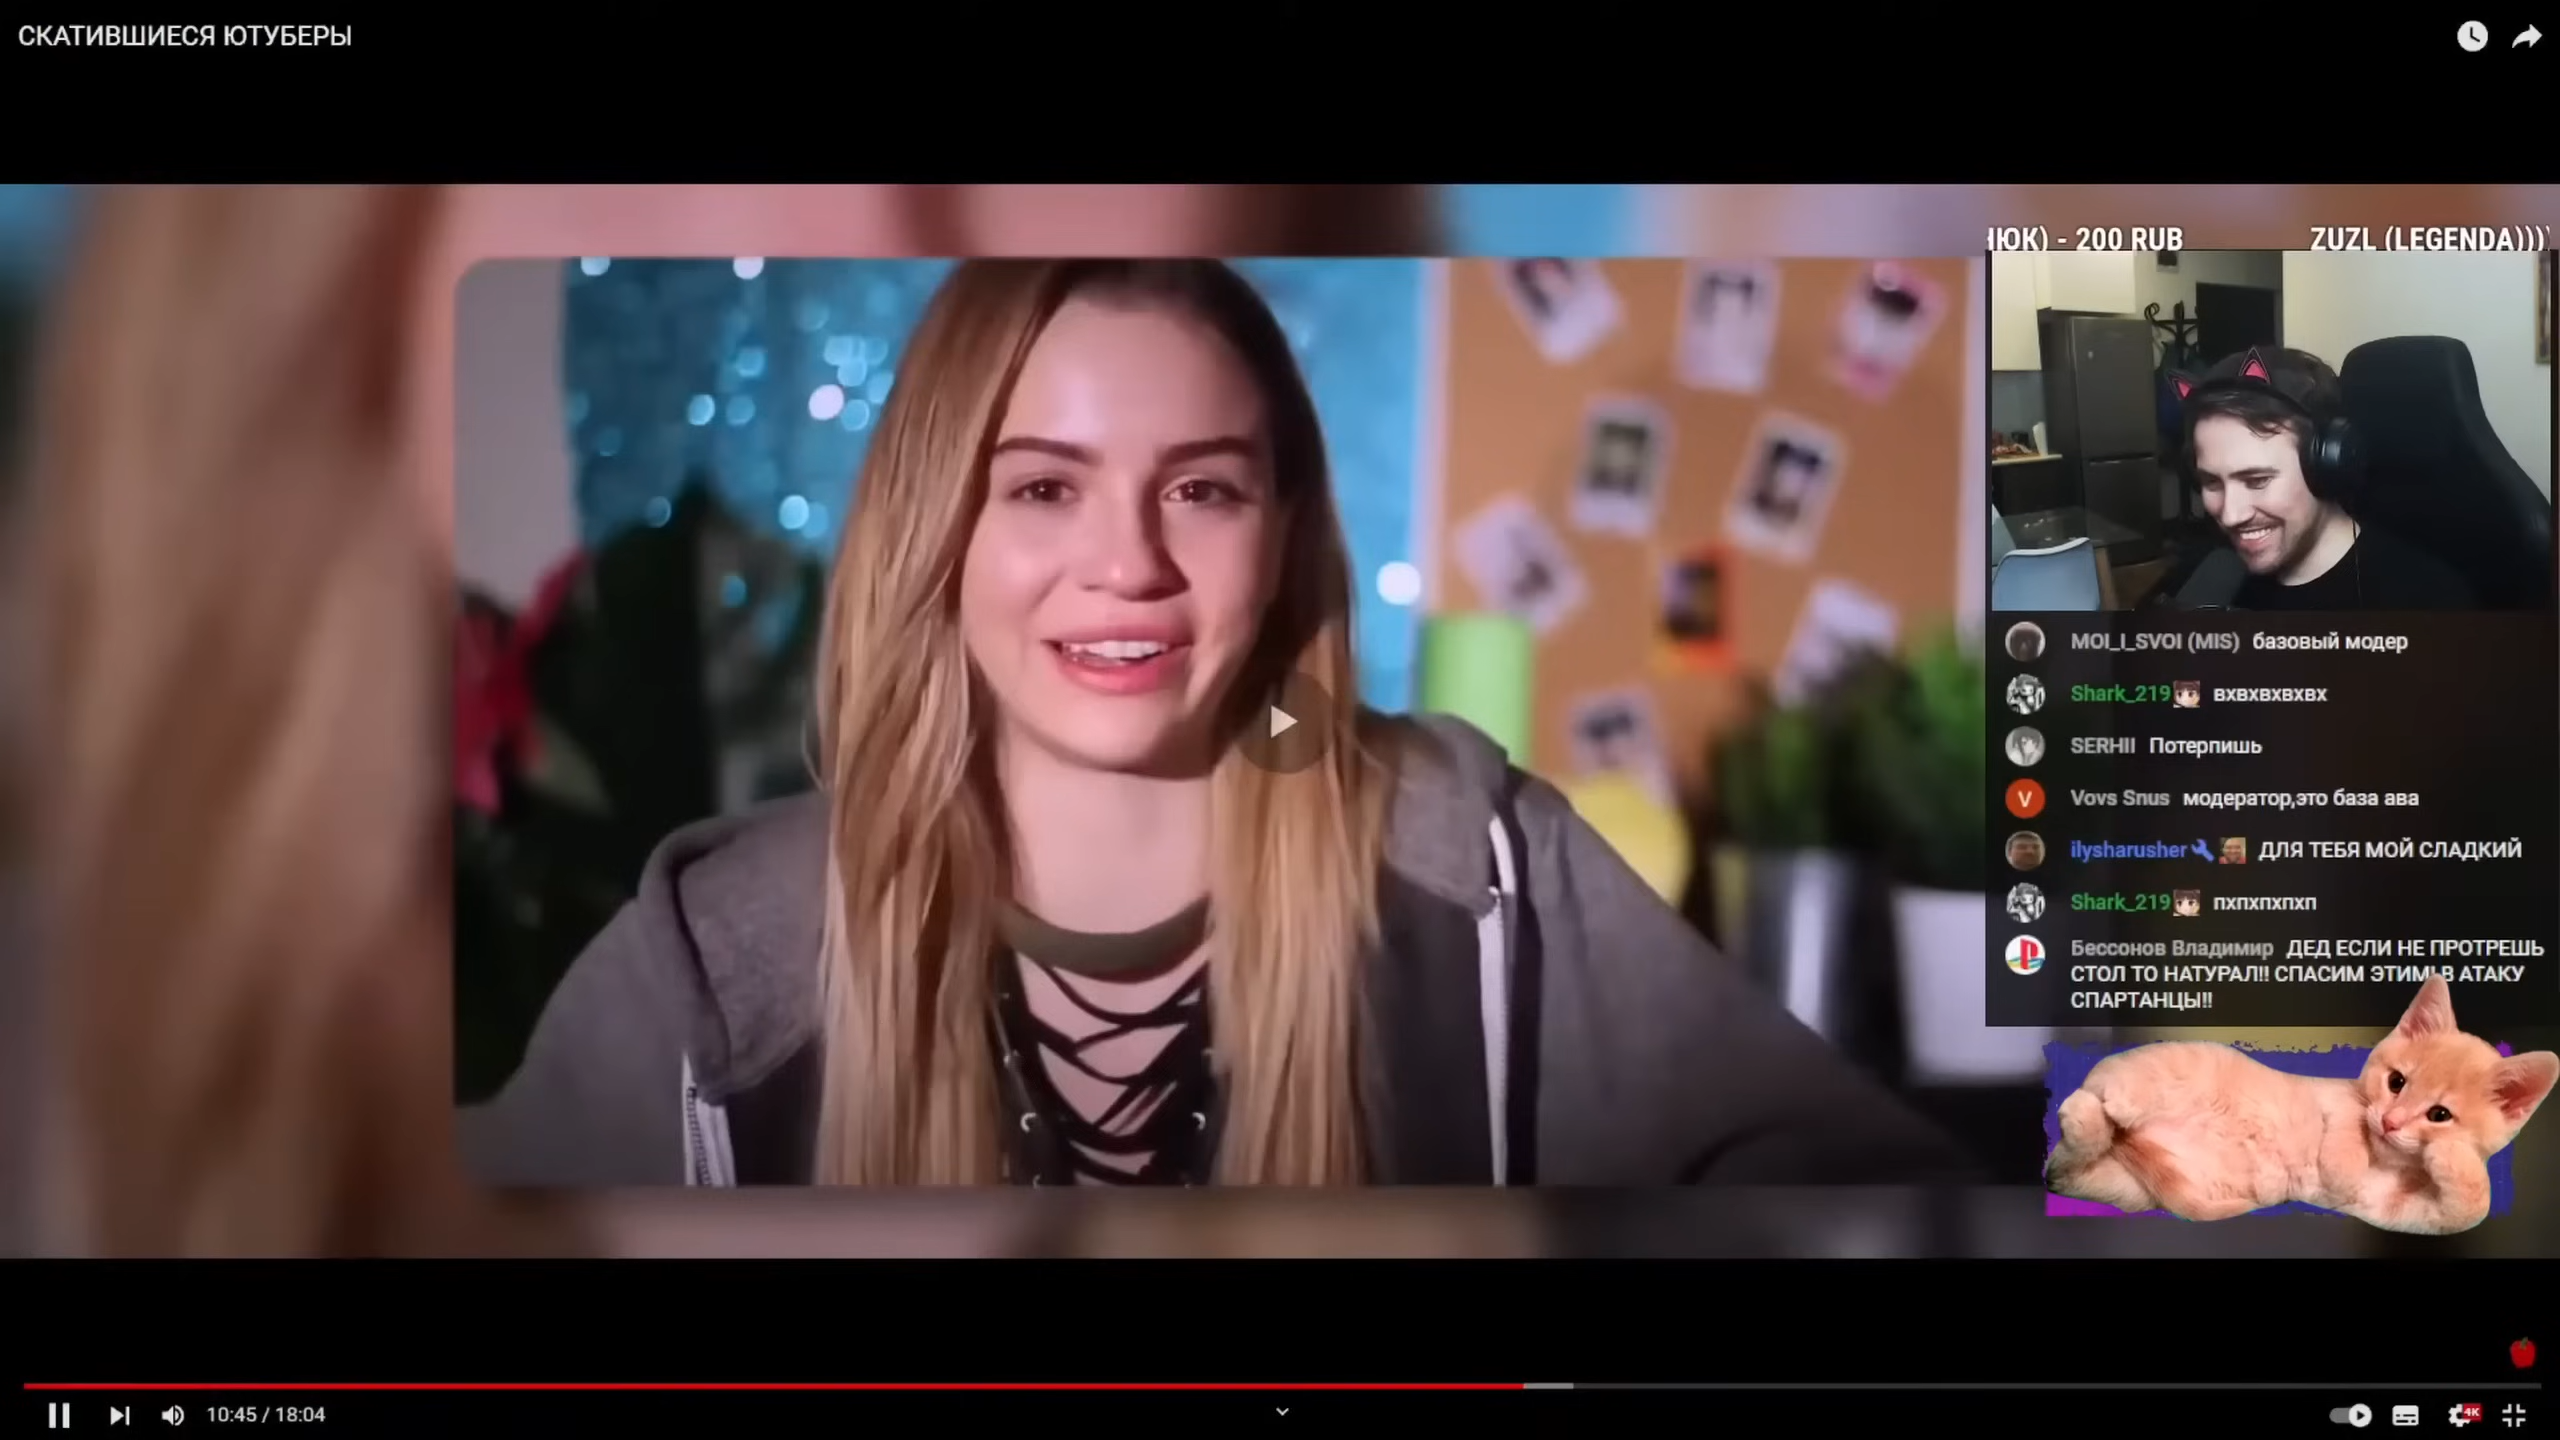 СКАТИВШИЕСЯ ЮТУБЕРЫ
НЮК) - 200 RUB ZUZL (LEGENDA))))
MOI_I_SVOI (MIS) базовый модер
Shark_219 вхвхвхвхвх
SERHII Потерпишь
V Vovs Snus модератор,это база ава
ilysharusher ДЛЯ ТЕБЯ МОЙ СЛАДКИЙ
Shark_219 пхпхпхпхп
Бессонов Владимир ДЕД ЕСЛИ НЕ ПРОТРЕШЬ
СТОЛ ТО НАТУРАЛ!! СПАСИМ ЭТИМ! В АТАКУ
СПАРТАНЦЫ!!
10:45 / 18:04
4K